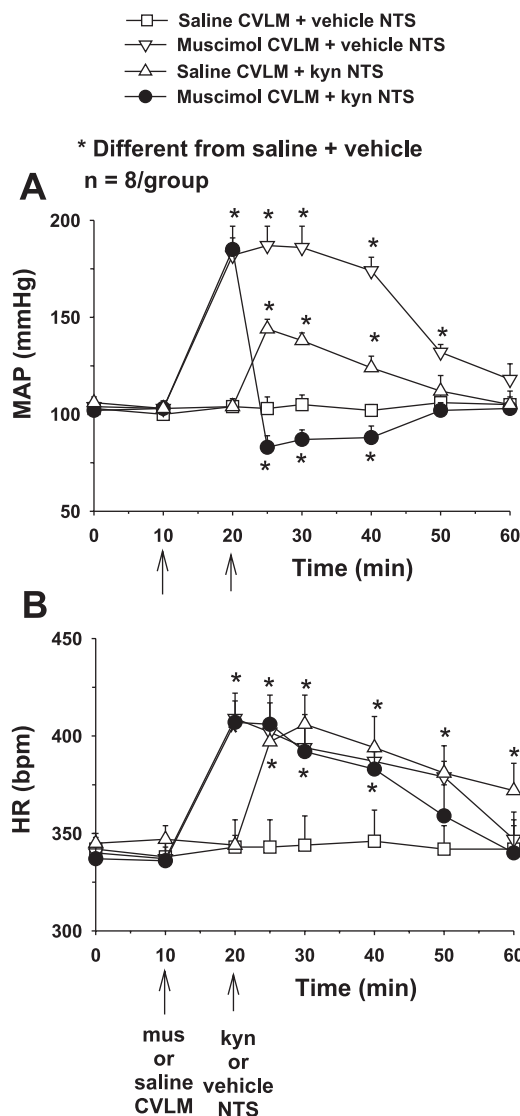 Saline CVLM + vehicle NTS
Muscimol CVLM + vehicle NTS
Saline CVLM + kyn NTS
Muscimol CVLM + kyn NTS
* Different from saline + vehicle
n = 8/group
A
200
150
100
50
MAP (mmHg)
* * * * *
* * *
* * *
0 10 20 30 40 50 60
Time (min)
B
450
400
350
300
HR (bpm)
* * * * * *
* * *
0 10 20 30 40 50 60
Time (min)
mus
or
saline
CVLM
kyn
or
vehicle
NTS